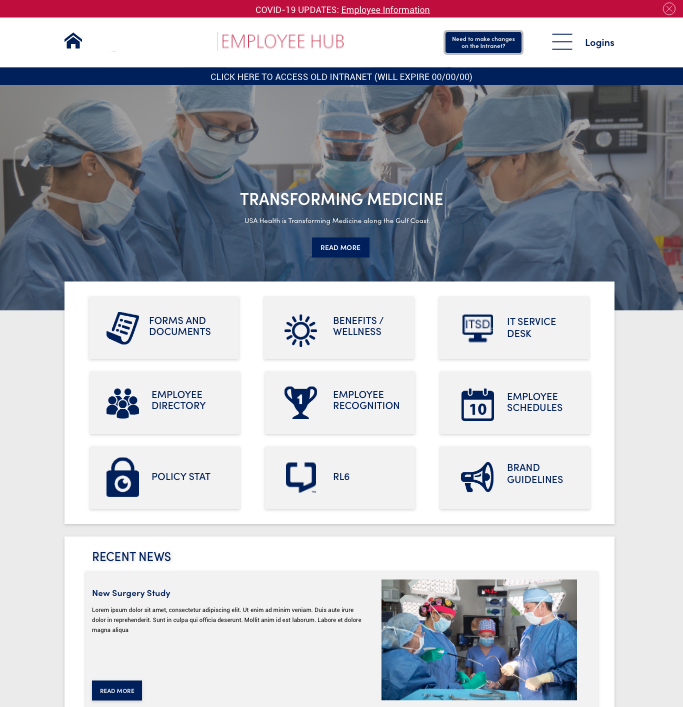 COVID-19 UPDATES: Employee Information
EMPLOYEE HUB
Need to make changes
on the Intranet?
Logins
CLICK HERE TO ACCESS OLD INTRANET (WILL EXPIRE 00/00/00)
TRANSFORMING MEDICINE
USA Health is Transforming Medicine along the Gulf Coast.
READ MORE
FORMS AND
DOCUMENTS
BENEFITS /
WELLNESS
ITSD
IT SERVICE
DESK
EMPLOYEE
DIRECTORY
1
EMPLOYEE
RECOGNITION
10
EMPLOYEE
SCHEDULES
POLICY STAT
RL6
BRAND
GUIDELINES
RECENT NEWS
New Surgery Study
Lorem ipsum dolor sit amet, consectetur adipiscing elit. Ut enim ad minim veniam. Duis aute irure
dolor in reprehenderit. Sunt in culpa qui officia deserunt. Mollit anim id est laborum. Labore et dolore
magna aliqua
READ MORE